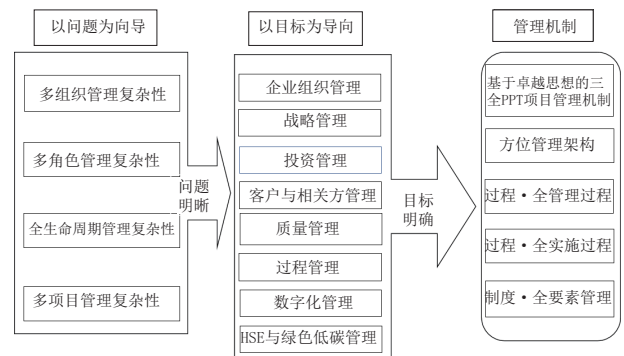 以问题为向导
以目标为导向
管理机制
多组织管理复杂性
多角色管理复杂性
全生命周期管理复杂性
多项目管理复杂性
问题
明晰
企业组织管理
战略管理
投资管理
客户与相关方管理
质量管理
过程管理
数字化管理
HSE与绿色低碳管理
目标
明确
基于卓越思想的三
全PPT项目管理机制
方位管理架构
过程·全管理过程
过程·全实施过程
制度·全要素管理